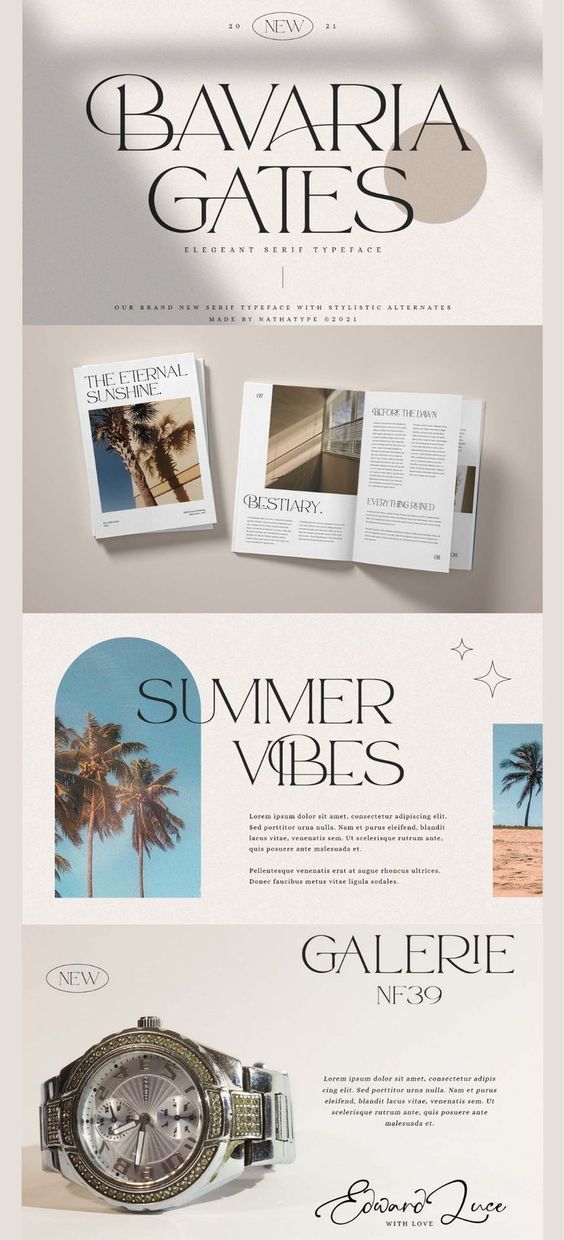 20 NEW 21
BAVARIA
GATES
ELEGEANT SERIF TYPEFACE
OUR BRAND NEW SERIF TYPEFACE WITH STYLISTIC ALTERNATES
MADE BY NATHATYPE ©2021
THE ETERNAL
SUNSHINE.
07
BESTIARY.
BEFORE THE DAWN
EVERYTHING RUINED
08
08
SUMMER
VIBES
Lorem ipsum dolor sit amet, consectetur adipiscing elit.
Sed porttitor urna nulla. Nam et purus eleifend, blandit
lacus vitae, venenatis sem. Ut scelerisque rutrum ante,
quis posuere ante malesuada et.
Pellentesque venenatis erat at augue rhoncus ultrices.
Donec faucibus metus vitae ligula sodales.
GALERIE
NF39
NEW
Lorem ipsum dolor sit amet, consectetur adipis
cing elit. Sed porttitor urna nulla. Nam et purus
eleifend, blandit lacus vitae, venenatis sem. Ut
scelerisque rutrum ante, quis posuere ante
malesuada et.
Edward Luce
WITH LOVE